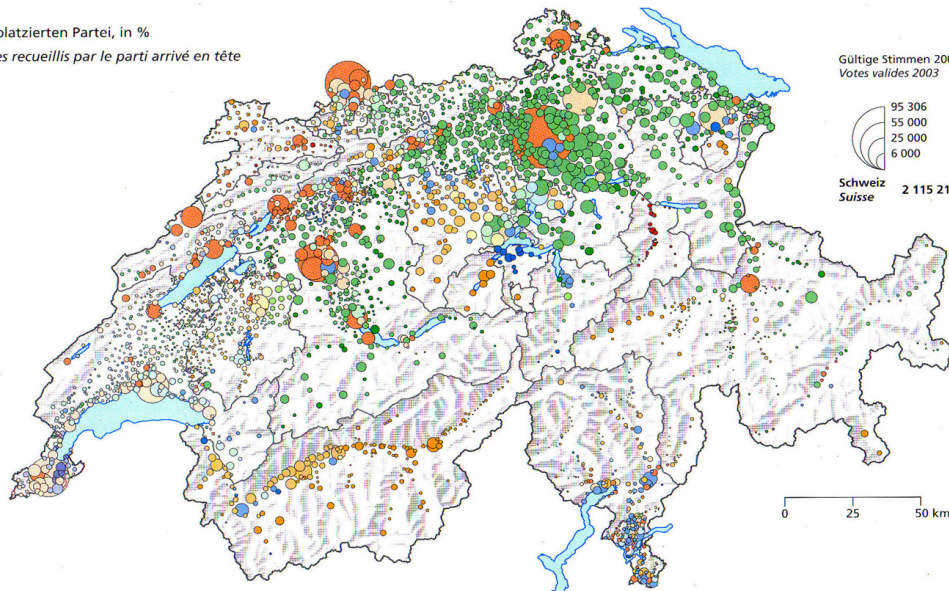 platzierten Partei, in %
es recueillis par le parti arrivé en tête
Gültige Stimmen 200
Votes valides 2003
95 306
55 000
25 000
6 000
Schweiz
Suisse
2 115 21
0 25 50 km